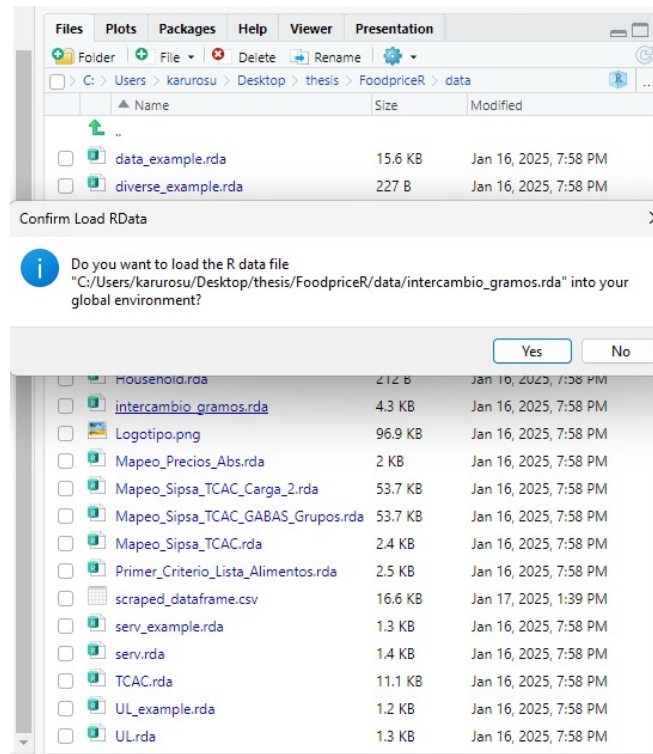 Files Plots Packages Help Viewer Presentation
Folder File Delete Rename
C: > Users > karurosu > Desktop > thesis > FoodpriceR > data ...
Name Size Modified
..
data_example.rda 15.6 KB Jan 16, 2025, 7:58 PM
diverse_example.rda 227 B Jan 16, 2025, 7:58 PM
Confirm Load RData
Do you want to load the R data file
"C:/Users/karurosu/Desktop/thesis/FoodpriceR/data/intercambio_gramos.rda" into your
global environment?
Yes No
Household.rda 212 B Jan 16, 2025, 7:58 PM
intercambio_gramos.rda 4.3 KB Jan 16, 2025, 7:58 PM
Logotipo.png 96.9 KB Jan 16, 2025, 7:58 PM
Mapeo_Precios_Abs.rda 2 KB Jan 16, 2025, 7:58 PM
Mapeo_Sipsa_TCAC_Carga_2.rda 53.7 KB Jan 16, 2025, 7:58 PM
Mapeo_Sipsa_TCAC_GABAS_Grupos.rda 53.7 KB Jan 16, 2025, 7:58 PM
Mapeo_Sipsa_TCAC.rda 2.4 KB Jan 16, 2025, 7:58 PM
Primer_Criterio_Lista_Alimentos.rda 2.5 KB Jan 16, 2025, 7:58 PM
scraped_dataframe.csv 16.6 KB Jan 17, 2025, 1:39 PM
serv_example.rda 1.3 KB Jan 16, 2025, 7:58 PM
serv.rda 1.4 KB Jan 16, 2025, 7:58 PM
TCAC.rda 11.1 KB Jan 16, 2025, 7:58 PM
UL_example.rda 1.2 KB Jan 16, 2025, 7:58 PM
UL.rda 1.3 KB Jan 16, 2025, 7:58 PM